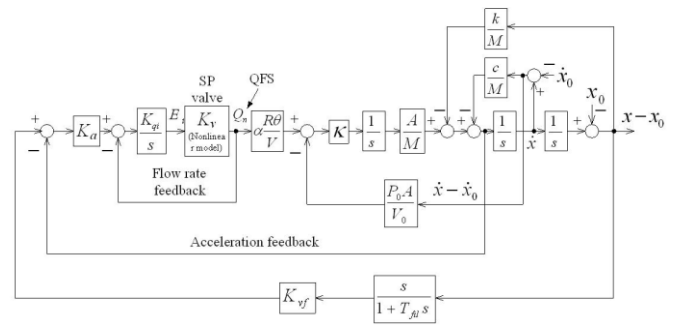 k
M
c
M
ẋ₀
x₀
x − x₀
QFS
SP
valve
K_a
K_qi
s
E_i
K_v
(Nonlinea
r model)
Q_n
α Rθ
V
κ
1
s
A
M
1
s
ẋ
1
s
Flow rate
feedback
P₀A
V₀
ẋ − ẋ₀
Acceleration feedback
K_vf
s
1 + T_fil s